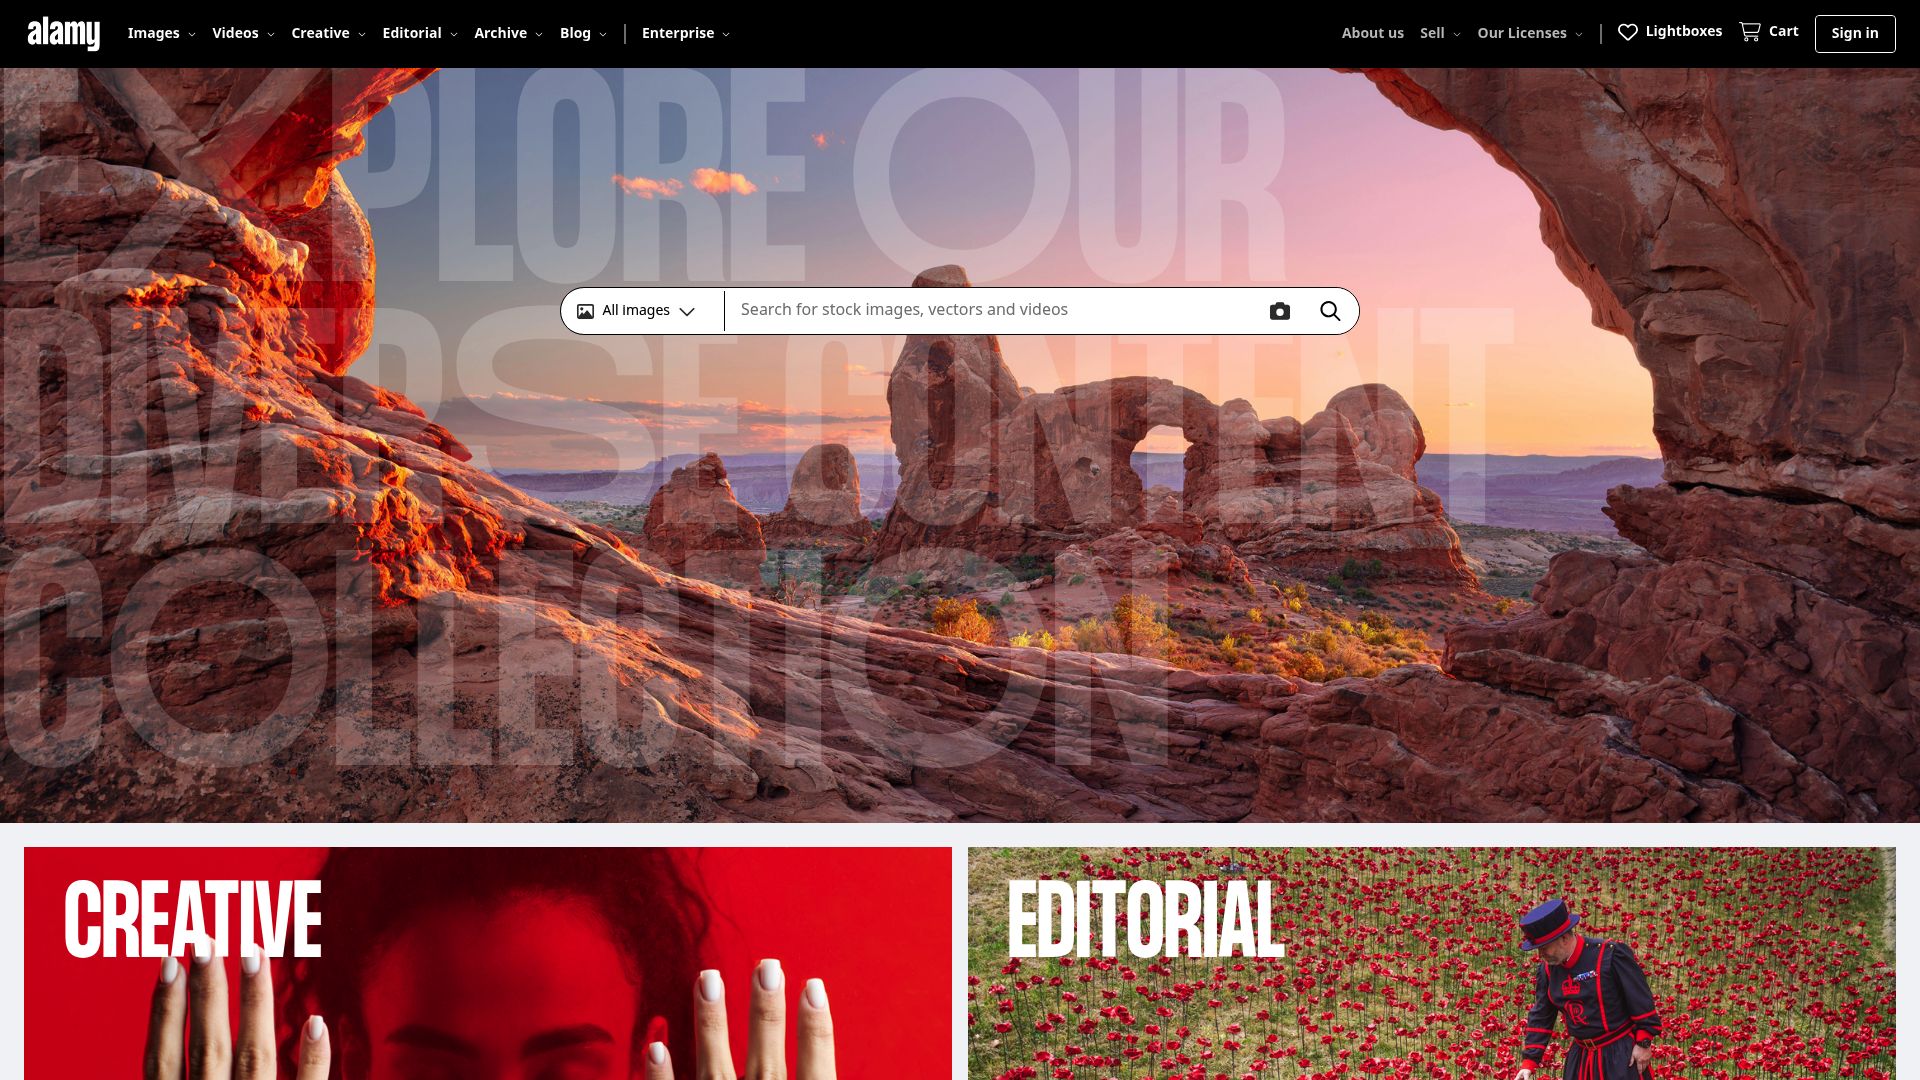 alamy
Images Videos Creative Editorial Archive Blog Enterprise About us Sell Our Licenses Lightboxes Cart Sign in
EXPLORE OUR
DIVERSE CONTENT
COLLECTION
All images Search for stock images, vectors and videos
CREATIVE EDITORIAL